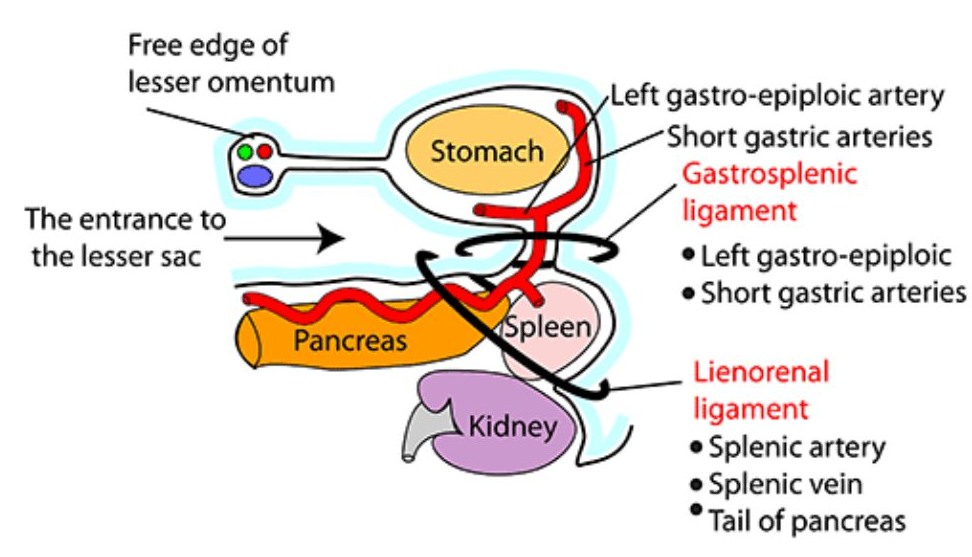 Free edge of
lesser omentum
Left gastro-epiploic artery
Stomach
Short gastric arteries
Gastrosplenic
ligament
The entrance to
the lesser sac
• Left gastro-epiploic
• Short gastric arteries
Pancreas
Spleen
Lienorenal
ligament
Kidney
• Splenic artery
• Splenic vein
• Tail of pancreas